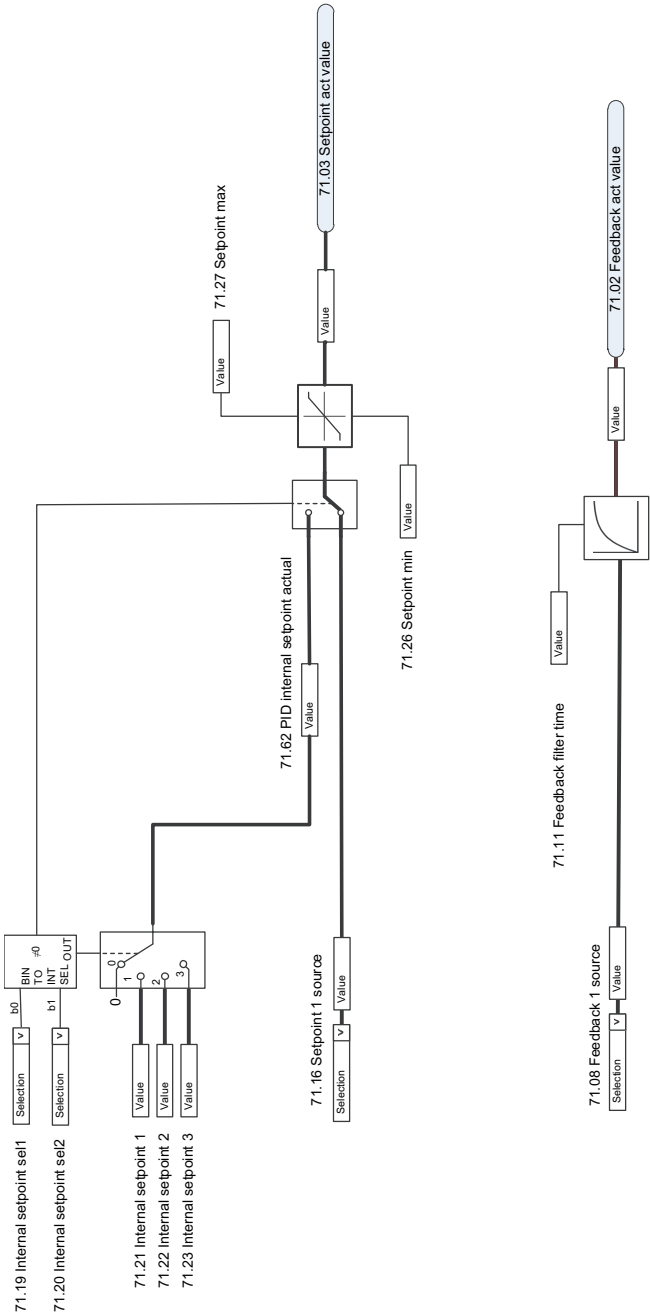 71.19 Internal setpoint sel1
Selection
v
b0
71.20 Internal setpoint sel2
Selection
v
b1
BIN
TO
INT
SEL
≠0
OUT
71.21 Internal setpoint 1
Value
71.22 Internal setpoint 2
Value
71.23 Internal setpoint 3
Value
0
0
1
2
3
71.62 PID internal setpoint actual
Value
71.16 Setpoint 1 source
Selection
v
Value
71.27 Setpoint max
Value
71.26 Setpoint min
Value
Value
71.03 Setpoint act value
71.11 Feedback filter time
Value
71.08 Feedback 1 source
Selection
v
Value
Value
71.02 Feedback act value